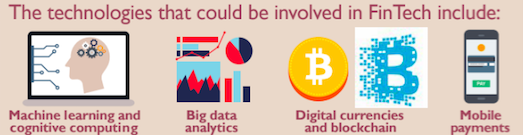 The technologies that could be involved in FinTech include:
Machine learning and
cognitive computing
Big data
analytics
Digital currencies
and blockchain
Mobile
payments